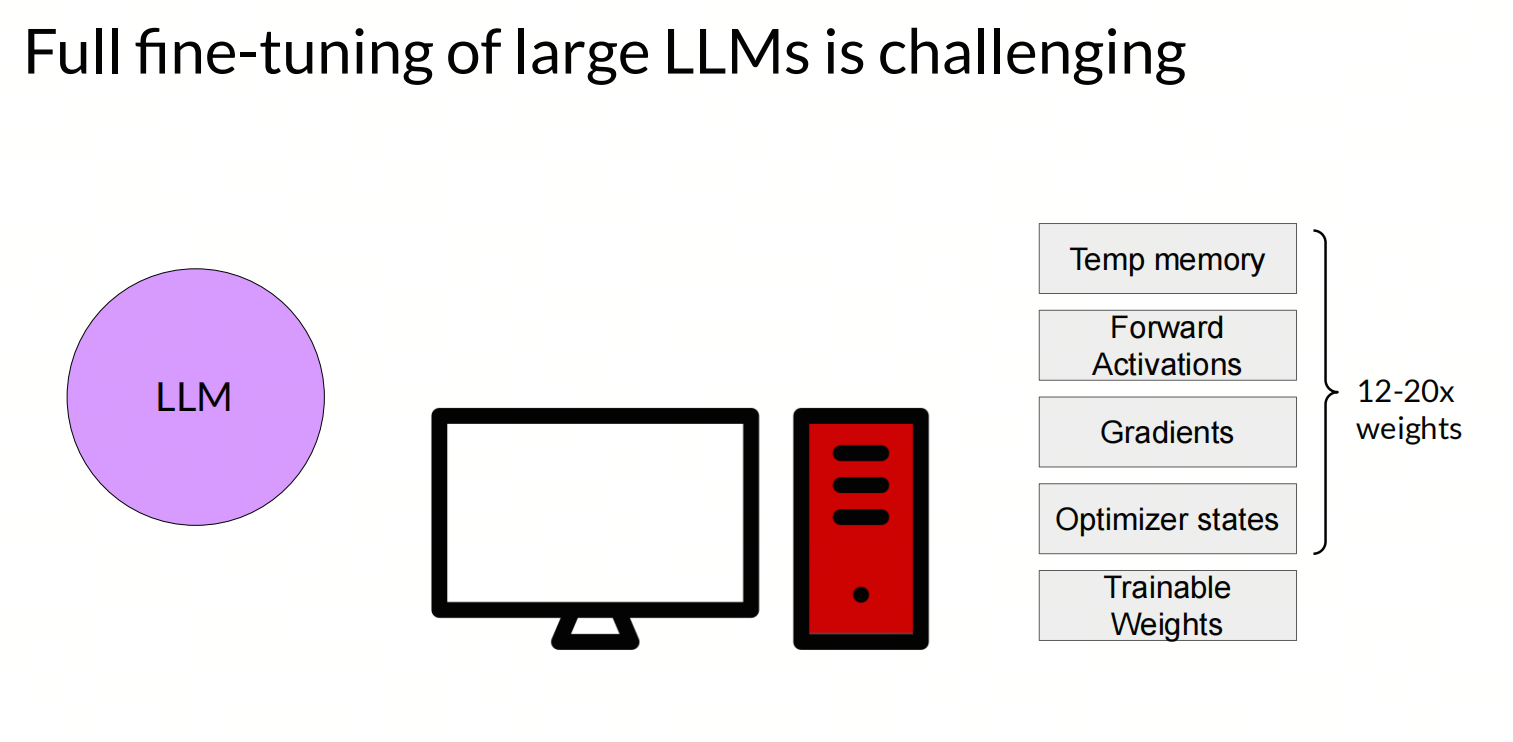 Full fine-tuning of large LLMs is challenging
LLM
Temp memory
Forward
Activations
Gradients
Optimizer states
Trainable
Weights
12-20x
weights